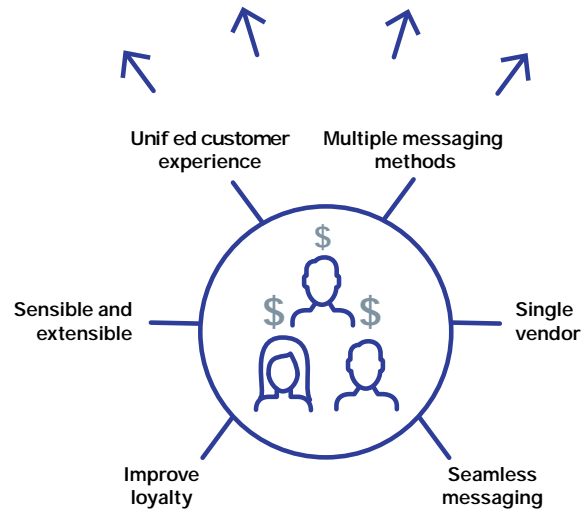 Unif ed customer
experience
Multiple messaging
methods
$
Sensible and
extensible
$ $
Single
vendor
Improve
loyalty
Seamless
messaging